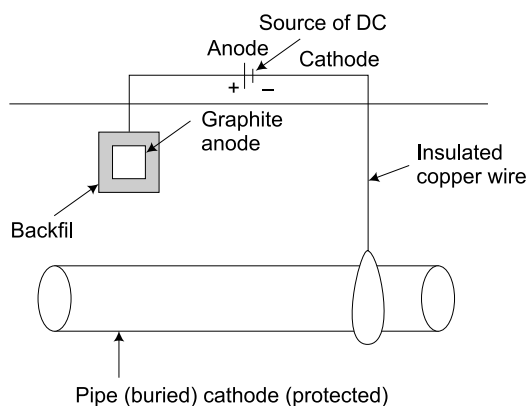 Source of DC
Anode
Cathode
+ –
Graphite
anode
Insulated
copper wire
Backfil
Pipe (buried) cathode (protected)